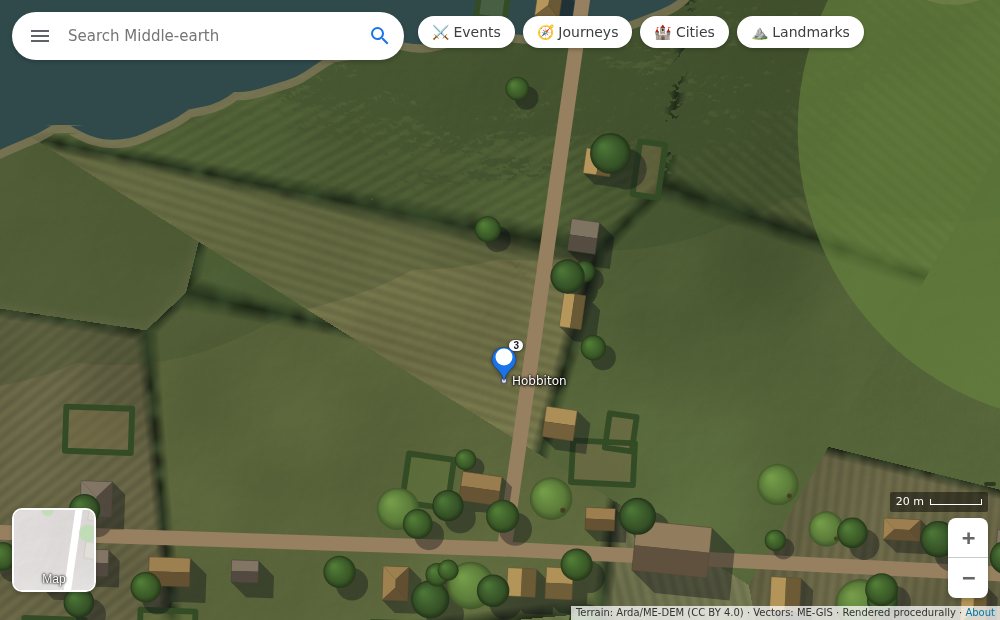 Search Middle-earth
⚔️ Events
🧭 Journeys
🏰 Cities
⛰️ Landmarks
3
Hobbiton
20 m
+
−
Map
Terrain: Arda/ME-DEM (CC BY 4.0) · Vectors: ME-GIS · Rendered procedurally · About